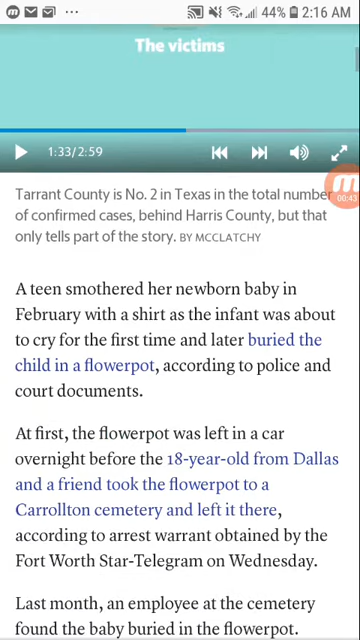 44% 2:16 AM
The victims
1:33/2:59
Tarrant County is No. 2 in Texas in the total number
of confirmed cases, behind Harris County, but that
only tells part of the story. BY MCCLATCHY
00:43
A teen smothered her newborn baby in
February with a shirt as the infant was about
to cry for the first time and later buried the
child in a flowerpot, according to police and
court documents.
At first, the flowerpot was left in a car
overnight before the 18-year-old from Dallas
and a friend took the flowerpot to a
Carrollton cemetery and left it there,
according to arrest warrant obtained by the
Fort Worth Star-Telegram on Wednesday.
Last month, an employee at the cemetery
found the baby buried in the flowerpot.